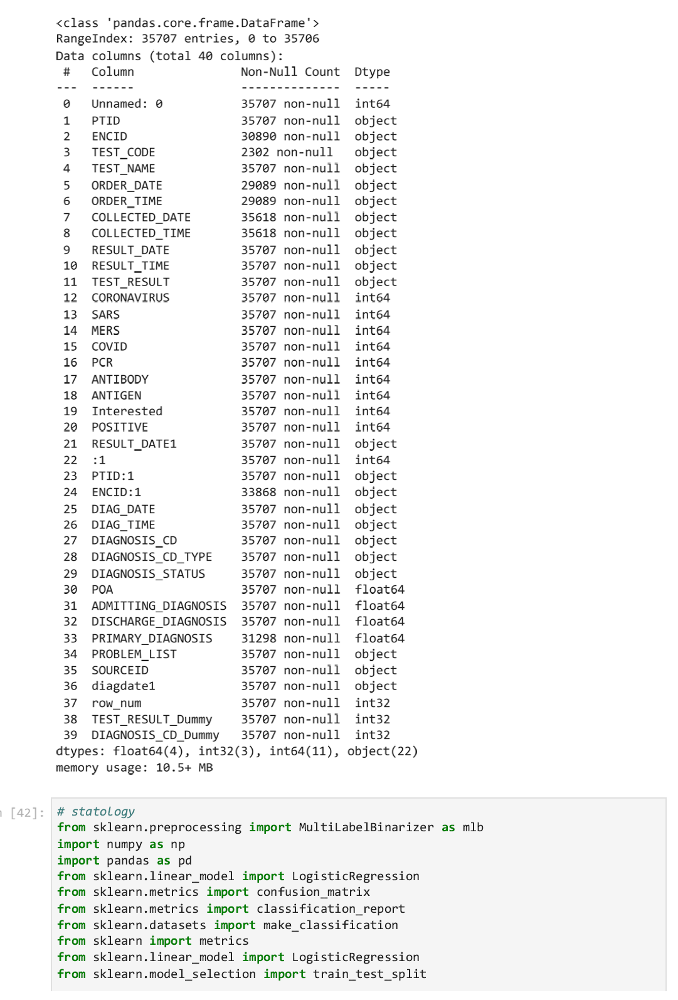 <class 'pandas.core.frame.DataFrame'>
RangeIndex: 35707 entries, 0 to 35706
Data columns (total 40 columns):
 #   Column               Non-Null Count  Dtype
---  ------               --------------  -----
 0   Unnamed: 0           35707 non-null  int64
 1   PTID                 35707 non-null  object
 2   ENCID                30890 non-null  object
 3   TEST_CODE            2302 non-null   object
 4   TEST_NAME            35707 non-null  object
 5   ORDER_DATE           29089 non-null  object
 6   ORDER_TIME           29089 non-null  object
 7   COLLECTED_DATE       35618 non-null  object
 8   COLLECTED_TIME       35618 non-null  object
 9   RESULT_DATE          35707 non-null  object
 10  RESULT_TIME          35707 non-null  object
 11  TEST_RESULT          35707 non-null  object
 12  CORONAVIRUS          35707 non-null  int64
 13  SARS                 35707 non-null  int64
 14  MERS                 35707 non-null  int64
 15  COVID                35707 non-null  int64
 16  PCR                  35707 non-null  int64
 17  ANTIBODY             35707 non-null  int64
 18  ANTIGEN              35707 non-null  int64
 19  Interested           35707 non-null  int64
 20  POSITIVE             35707 non-null  int64
 21  RESULT_DATE1         35707 non-null  object
 22  :1                   35707 non-null  int64
 23  PTID:1               35707 non-null  object
 24  ENCID:1              33868 non-null  object
 25  DIAG_DATE            35707 non-null  object
 26  DIAG_TIME            35707 non-null  object
 27  DIAGNOSIS_CD         35707 non-null  object
 28  DIAGNOSIS_CD_TYPE    35707 non-null  object
 29  DIAGNOSIS_STATUS     35707 non-null  object
 30  POA                  35707 non-null  float64
 31  ADMITTING_DIAGNOSIS  35707 non-null  float64
 32  DISCHARGE_DIAGNOSIS  35707 non-null  float64
 33  PRIMARY_DIAGNOSIS    31298 non-null  float64
 34  PROBLEM_LIST         35707 non-null  object
 35  SOURCEID             35707 non-null  object
 36  diagdate1            35707 non-null  object
 37  row_num              35707 non-null  int32
 38  TEST_RESULT_Dummy    35707 non-null  int32
 39  DIAGNOSIS_CD_Dummy   35707 non-null  int32
dtypes: float64(4), int32(3), int64(11), object(22)
memory usage: 10.5+ MB
n [42]: # statology
from sklearn.preprocessing import MultiLabelBinarizer as mlb
import numpy as np
import pandas as pd
from sklearn.linear_model import LogisticRegression
from sklearn.metrics import confusion_matrix
from sklearn.metrics import classification_report
from sklearn.datasets import make_classification
from sklearn import metrics
from sklearn.linear_model import LogisticRegression
from sklearn.model_selection import train_test_split